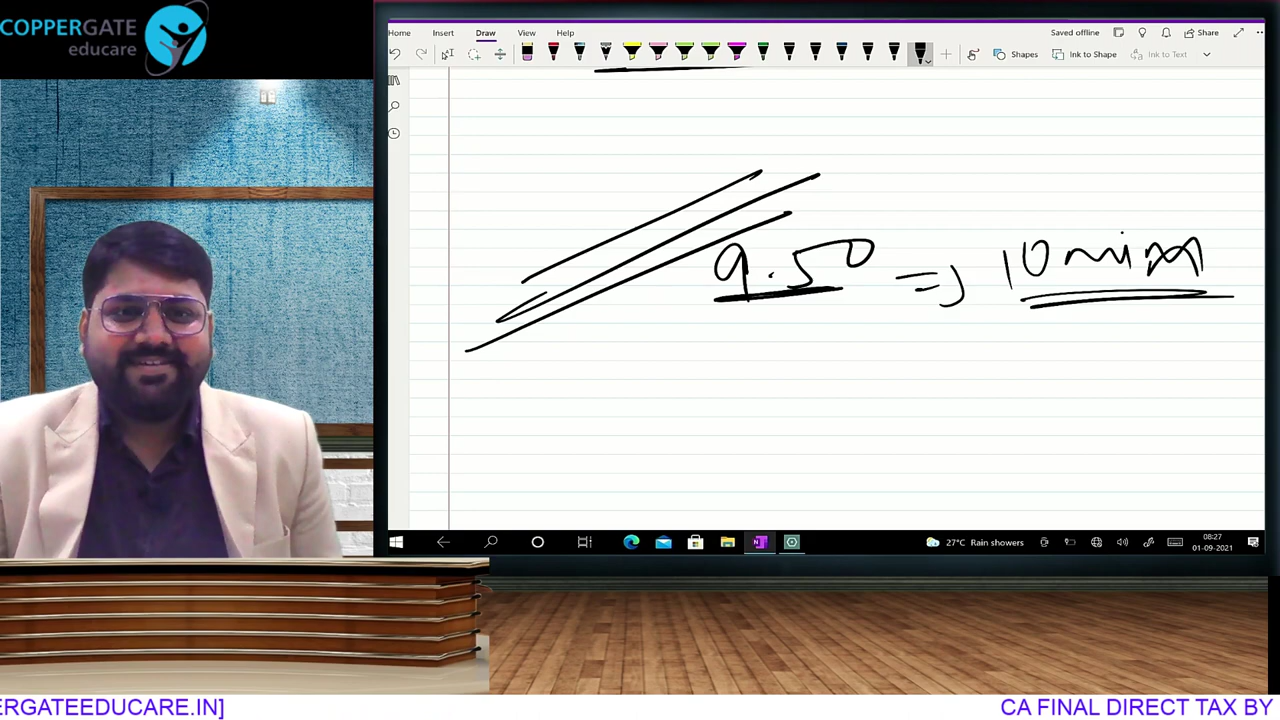 COPPERGATE
educare
Home Insert Draw View Help
Saved offline
Share
Shapes
Ink to Shape
Ink to Text
9.50 => 10 min
27°C Rain showers
08:27
01-09-2021
ERGATEEDUCARE.IN] CA FINAL DIRECT TAX BY